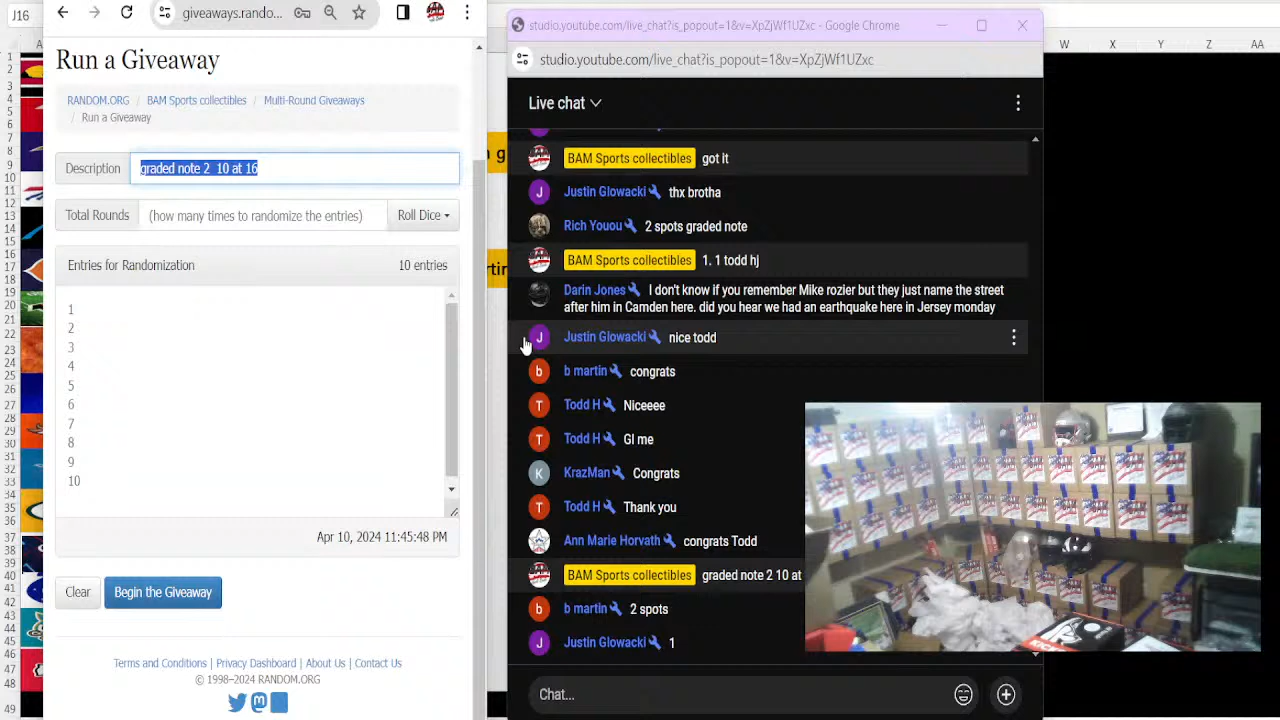 J16
giveaways.rando...
Run a Giveaway
RANDOM.ORG / BAM Sports collectibles / Multi-Round Giveaways /
Run a Giveaway
Description graded note 2 10 at 16
Total Rounds (how many times to randomize the entries) Roll Dice
Entries for Randomization 10 entries
1
2
3
4
5
6
7
8
9
10
Apr 10, 2024 11:45:48 PM
Clear Begin the Giveaway
Terms and Conditions | Privacy Dashboard | About Us | Contact Us
© 1998–2024 RANDOM.ORG
studio.youtube.com/live_chat?is_popout=1&v=XpZjWf1UZxc - Google Chrome
studio.youtube.com/live_chat?is_popout=1&v=XpZjWf1UZxc
Live chat
BAM Sports collectibles got it
J Justin Glowacki thx brotha
Rich Youou 2 spots graded note
BAM Sports collectibles 1. 1 todd hj
Darin Jones I don't know if you remember Mike rozier but they just name the street
after him in Camden here. did you hear we had an earthquake here in Jersey monday
J Justin Glowacki nice todd
b b martin congrats
T Todd H Niceeee
T Todd H Gl me
K KrazMan Congrats
T Todd H Thank you
Ann Marie Horvath congrats Todd
BAM Sports collectibles graded note 2 10 at
b b martin 2 spots
J Justin Glowacki 1
Chat...
W X Y Z AA